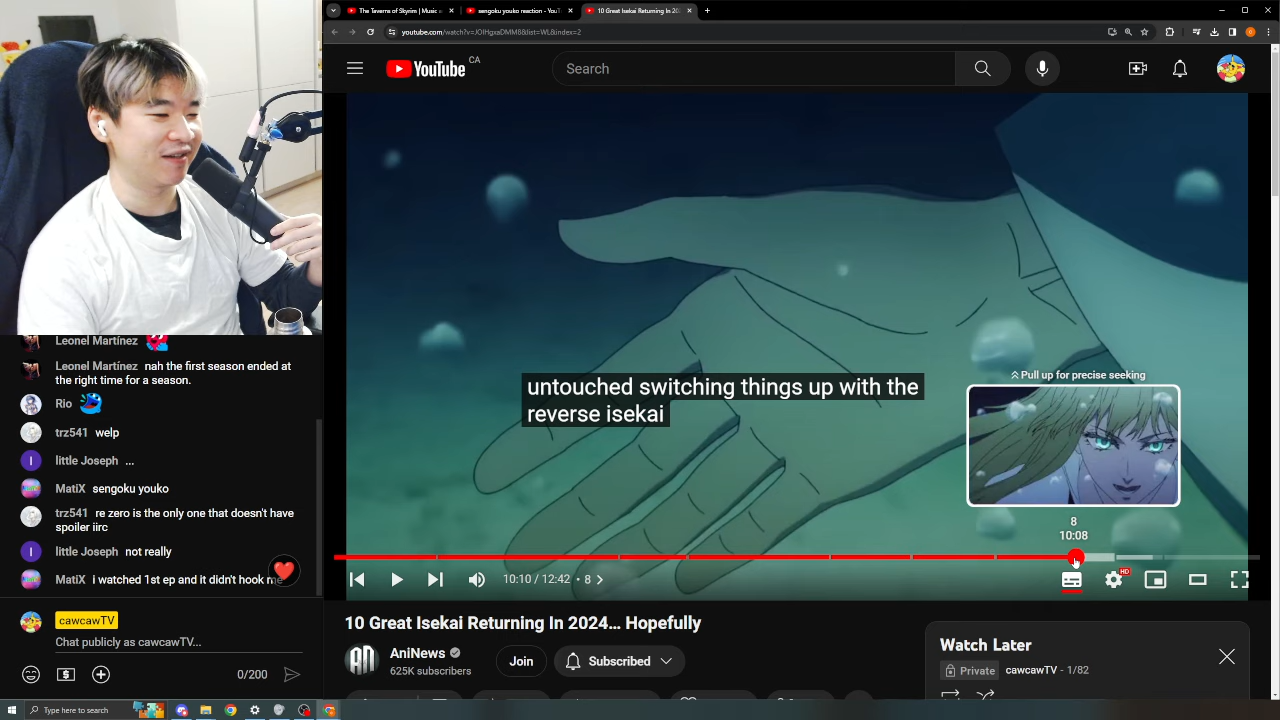 The Taverns of Skyrim | Music
sengoku youko reaction - YouT
10 Great Isekai Returning In 202
youtube.com/watch?v=JOIHgxaDMM8&list=WL&index=2
YouTube CA
Search
untouched switching things up with the
reverse isekai
Pull up for precise seeking
8
10:08
10:10 / 12:42 • 8
HD
10 Great Isekai Returning In 2024… Hopefully
AniNews
625K subscribers
Join
Subscribed
Watch Later
Private
cawcawTV - 1/82
Leonel Martínez
Leonel Martínez nah the first season ended at
the right time for a season.
Rio
trz541 welp
little Joseph ...
MatiX sengoku youko
trz541 re zero is the only one that doesn't have
spoiler iirc
little Joseph not really
MatiX i watched 1st ep and it didn't hook me
cawcawTV
Chat publicly as cawcawTV...
0/200
Type here to search